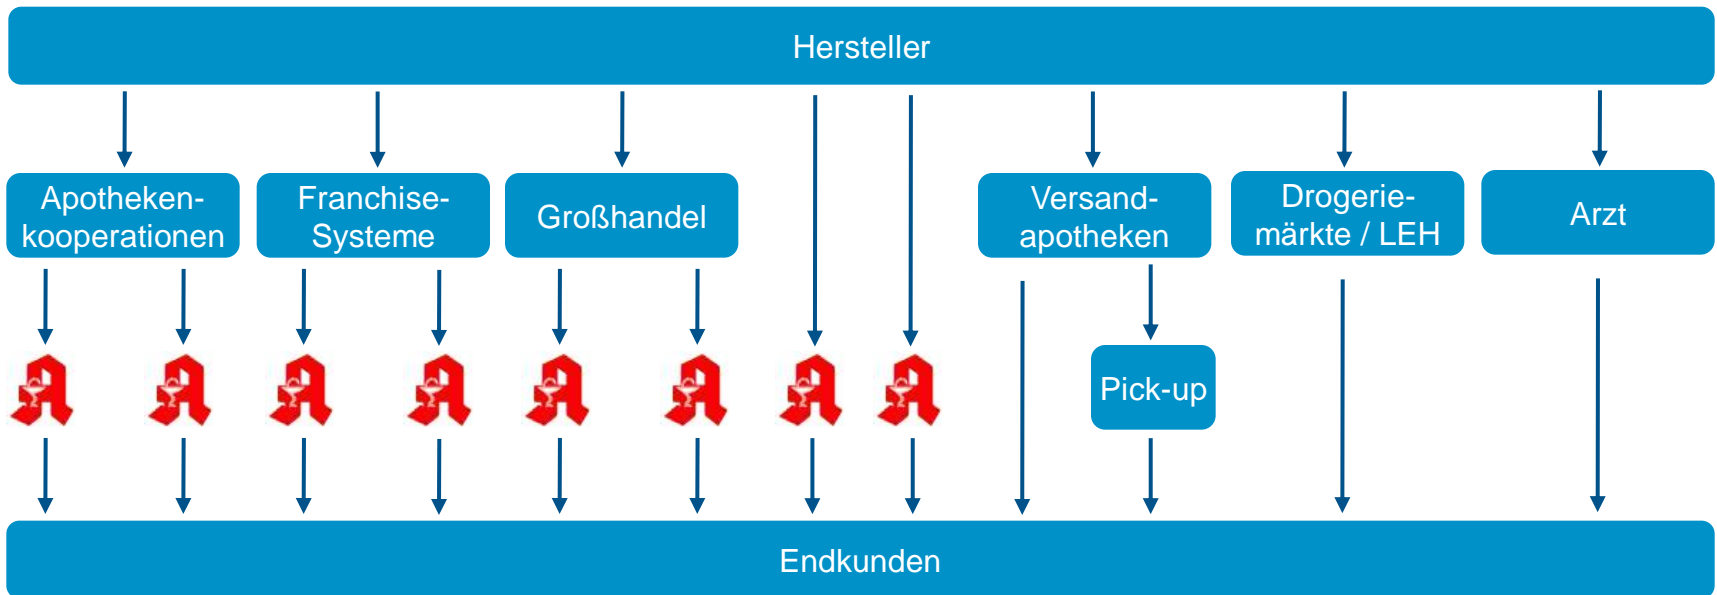 Hersteller
Apotheken-
kooperationen
Franchise-
Systeme
Großhandel
Versand-
apotheken
Drogerie-
märkte / LEH
Arzt
Pick-up
Endkunden